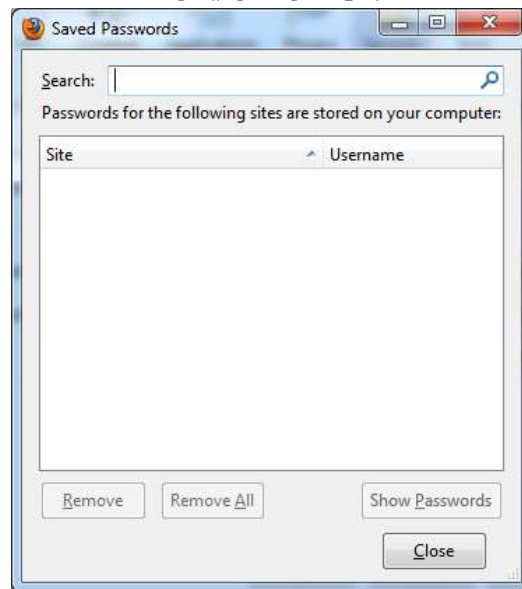 Saved Passwords
Search:
Passwords for the following sites are stored on your computer:
Site Username
Remove Remove All Show Passwords
Close